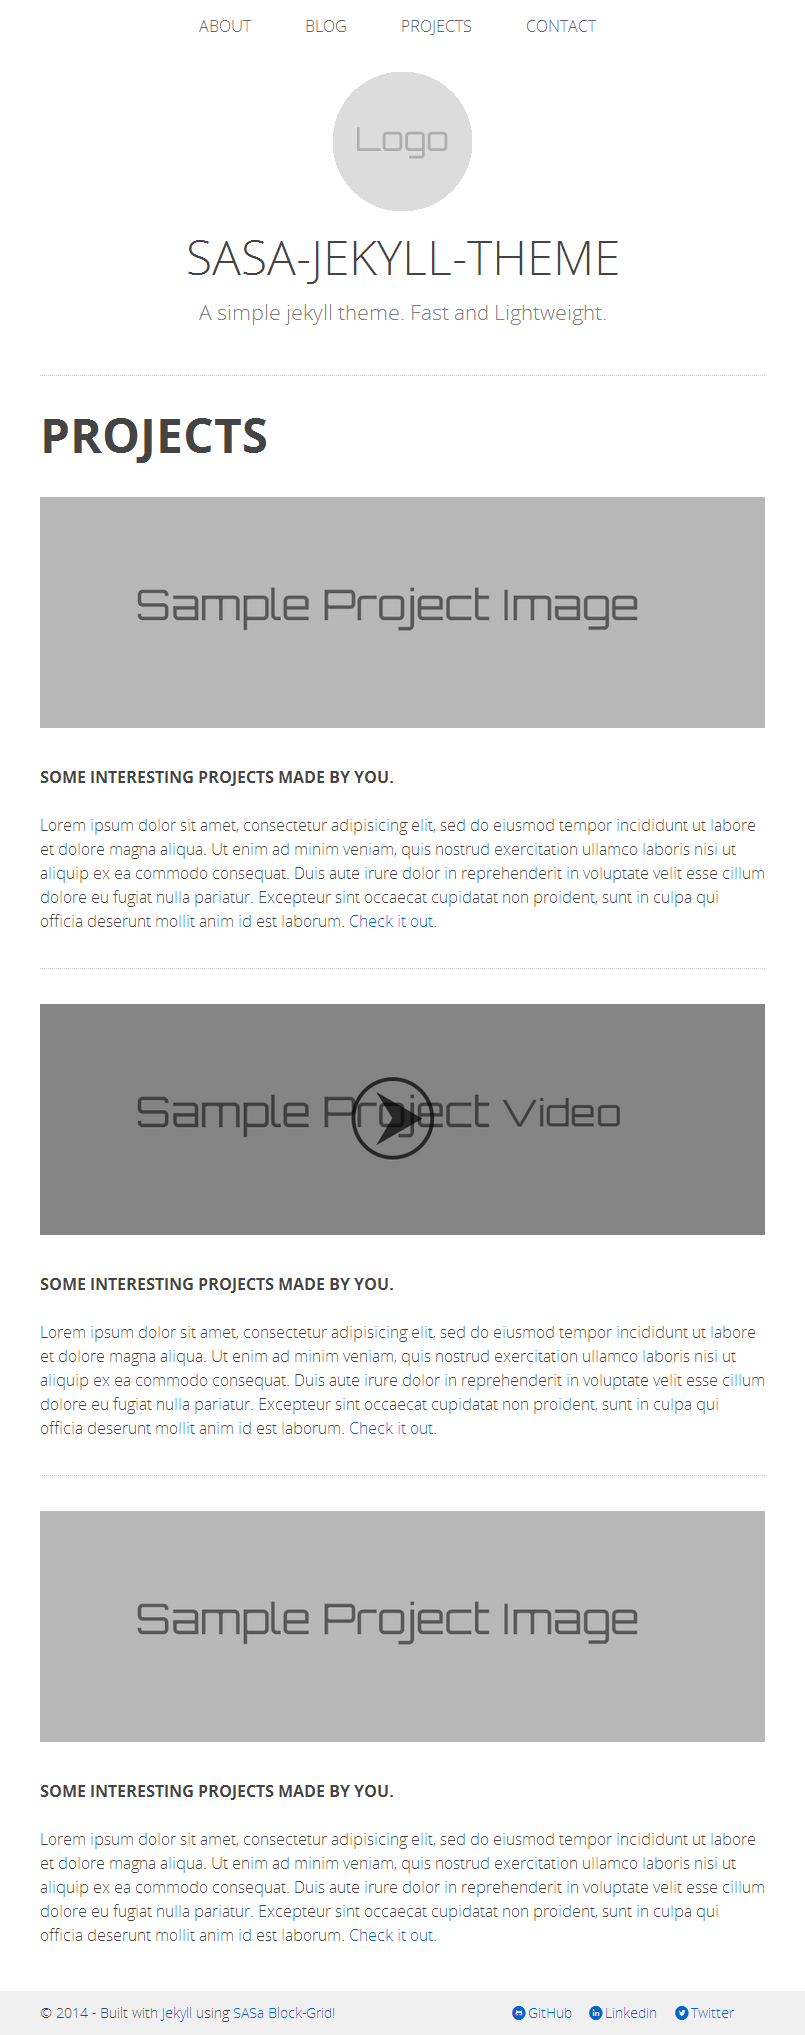 ABOUT BLOG PROJECTS CONTACT
Logo
SASA-JEKYLL-THEME
A simple jekyll theme. Fast and Lightweight.
PROJECTS
Sample Project Image
SOME INTERESTING PROJECTS MADE BY YOU.
Lorem ipsum dolor sit amet, consectetur adipisicing elit, sed do eiusmod tempor incididunt ut labore
et dolore magna aliqua. Ut enim ad minim veniam, quis nostrud exercitation ullamco laboris nisi ut
aliquip ex ea commodo consequat. Duis aute irure dolor in reprehenderit in voluptate velit esse cillum
dolore eu fugiat nulla pariatur. Excepteur sint occaecat cupidatat non proident, sunt in culpa qui
officia deserunt mollit anim id est laborum. Check it out.
Sample Project Video
SOME INTERESTING PROJECTS MADE BY YOU.
Lorem ipsum dolor sit amet, consectetur adipisicing elit, sed do eiusmod tempor incididunt ut labore
et dolore magna aliqua. Ut enim ad minim veniam, quis nostrud exercitation ullamco laboris nisi ut
aliquip ex ea commodo consequat. Duis aute irure dolor in reprehenderit in voluptate velit esse cillum
dolore eu fugiat nulla pariatur. Excepteur sint occaecat cupidatat non proident, sunt in culpa qui
officia deserunt mollit anim id est laborum. Check it out.
Sample Project Image
SOME INTERESTING PROJECTS MADE BY YOU.
Lorem ipsum dolor sit amet, consectetur adipisicing elit, sed do eiusmod tempor incididunt ut labore
et dolore magna aliqua. Ut enim ad minim veniam, quis nostrud exercitation ullamco laboris nisi ut
aliquip ex ea commodo consequat. Duis aute irure dolor in reprehenderit in voluptate velit esse cillum
dolore eu fugiat nulla pariatur. Excepteur sint occaecat cupidatat non proident, sunt in culpa qui
officia deserunt mollit anim id est laborum. Check it out.
© 2014 - Built with Jekyll using SASa Block-Grid! GitHub Linkedin Twitter